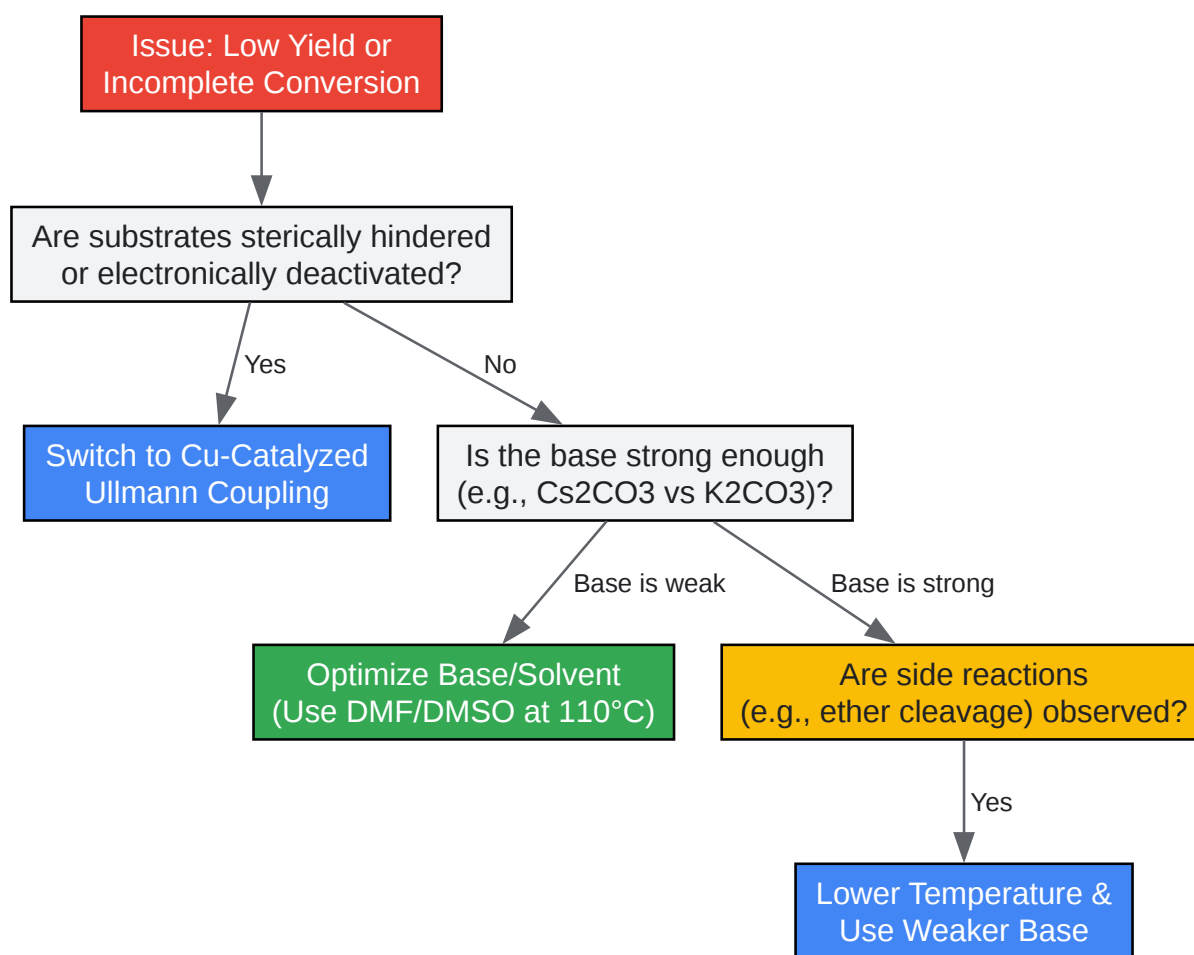 Issue: Low Yield or
Incomplete Conversion
Are substrates sterically hindered
or electronically deactivated?
Yes
No
Switch to Cu-Catalyzed
Ullmann Coupling
Is the base strong enough
(e.g., Cs2CO3 vs K2CO3)?
Base is weak
Base is strong
Optimize Base/Solvent
(Use DMF/DMSO at 110°C)
Are side reactions
(e.g., ether cleavage) observed?
Yes
Lower Temperature &
Use Weaker Base